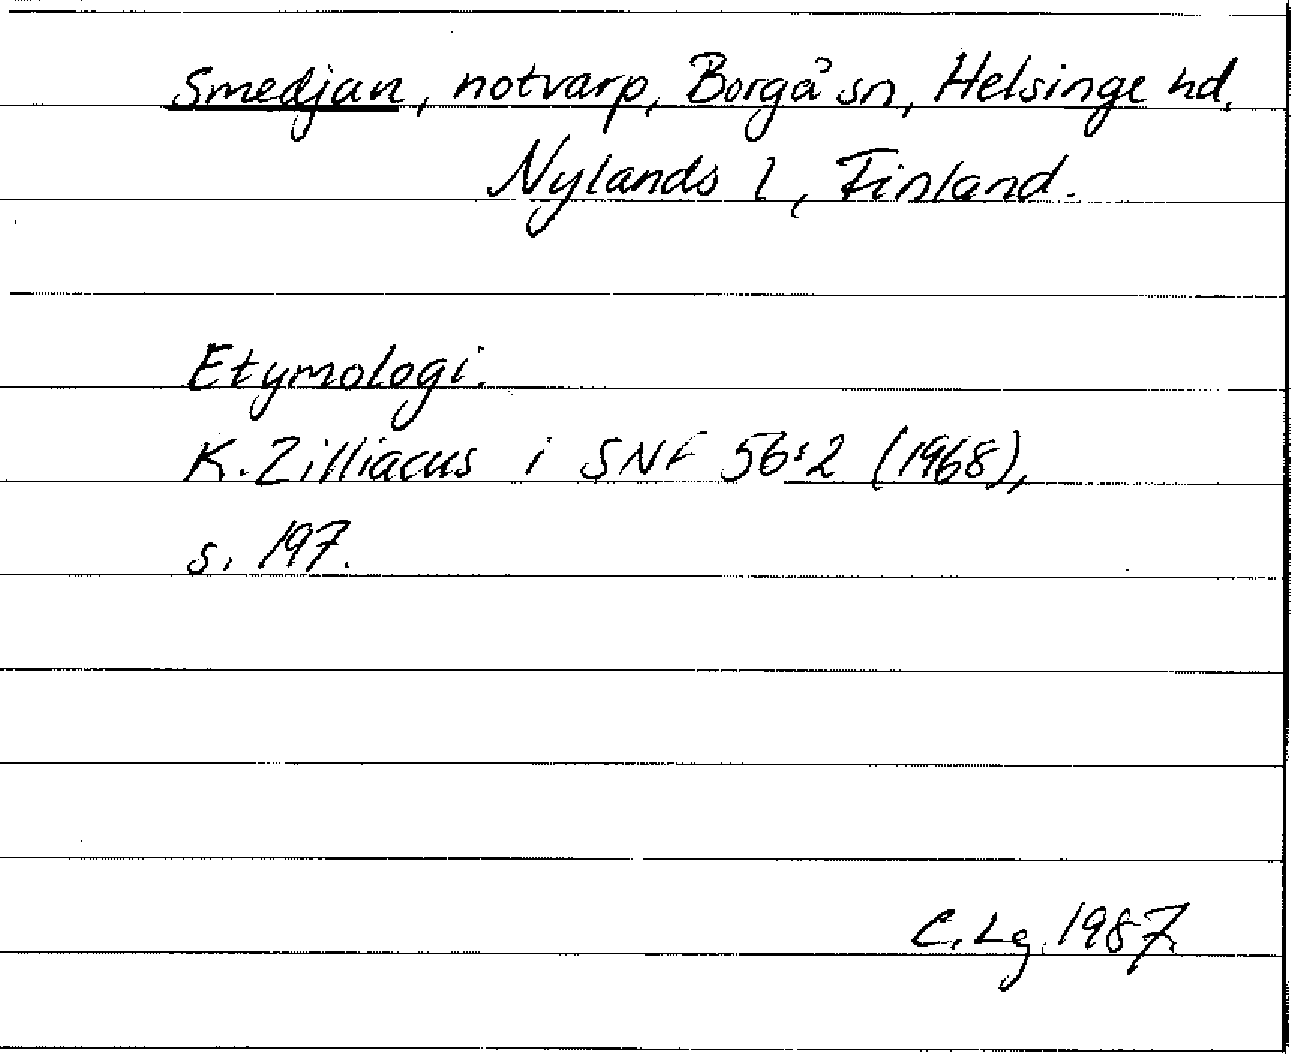 Smedjan, notvarp, Borgå sn, Helsinge hd,
Nylands l, Finland.
Etymologi.
K. Zilliacus i SNF 56:2 (1968),
s. 197.
C. Lg. 1987.